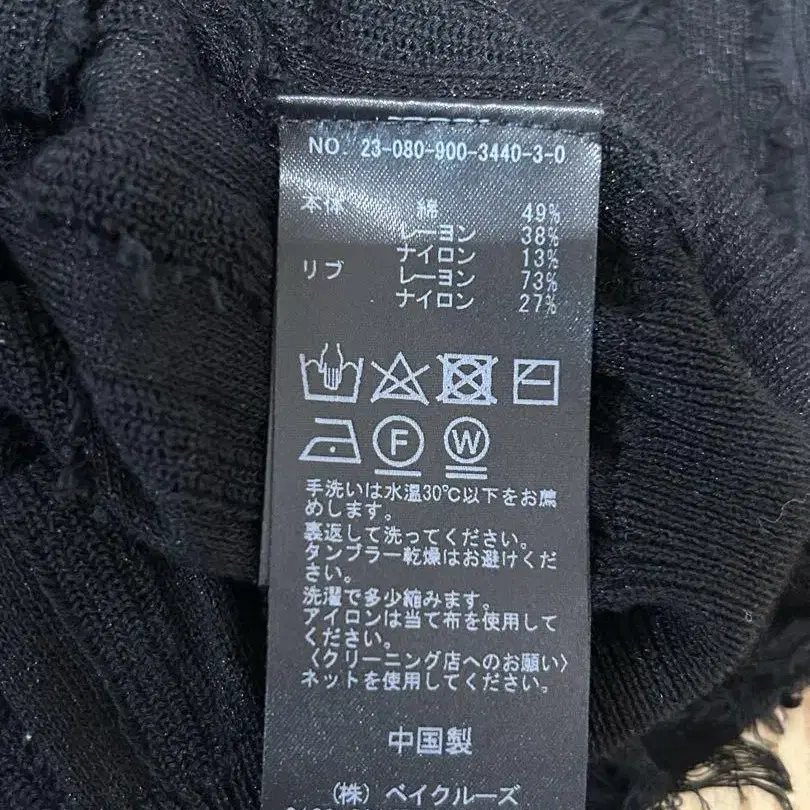 NO. 23-080-900-3440-3-0
本体 綿 49%
レーヨン 38%
ナイロン 13%
リブ レーヨン 73%
ナイロン 27%
F W
手洗いは水温30℃以下をお薦
めします。
裏返して洗ってください。
タンブラー乾燥はお避けくだ
さい。
洗濯で多少縮みます。
アイロンは当て布を使用して
ください。
〈クリーニング店へのお願い〉
ネットを使用してください。
中国製
(株) ベイクルーズ